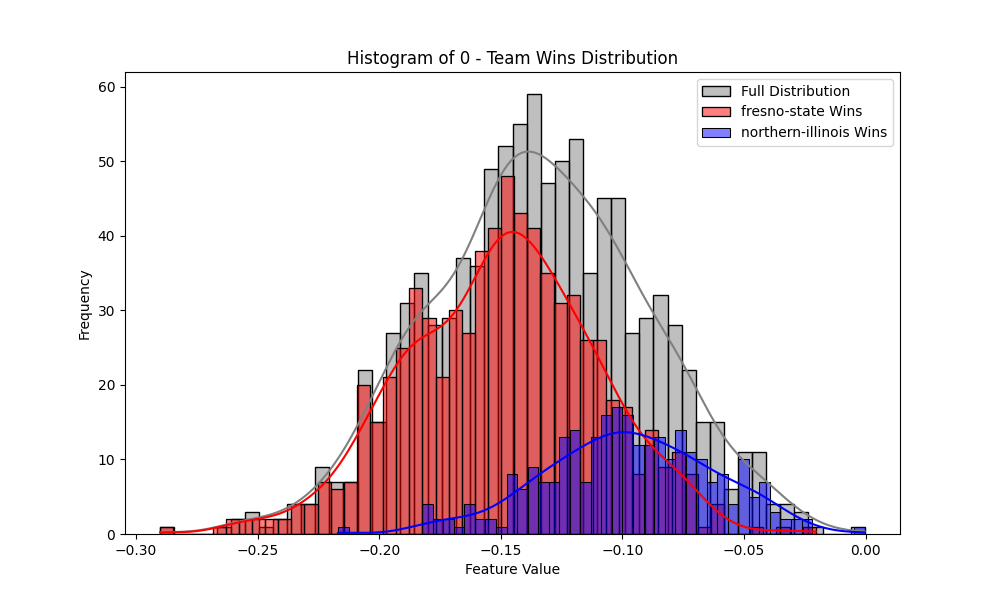 Histogram of 0 - Team Wins Distribution
Full Distribution
fresno-state Wins
northern-illinois Wins
60
50
40
30
20
10
0
Frequency
−0.30 −0.25 −0.20 −0.15 −0.10 −0.05 0.00
Feature Value